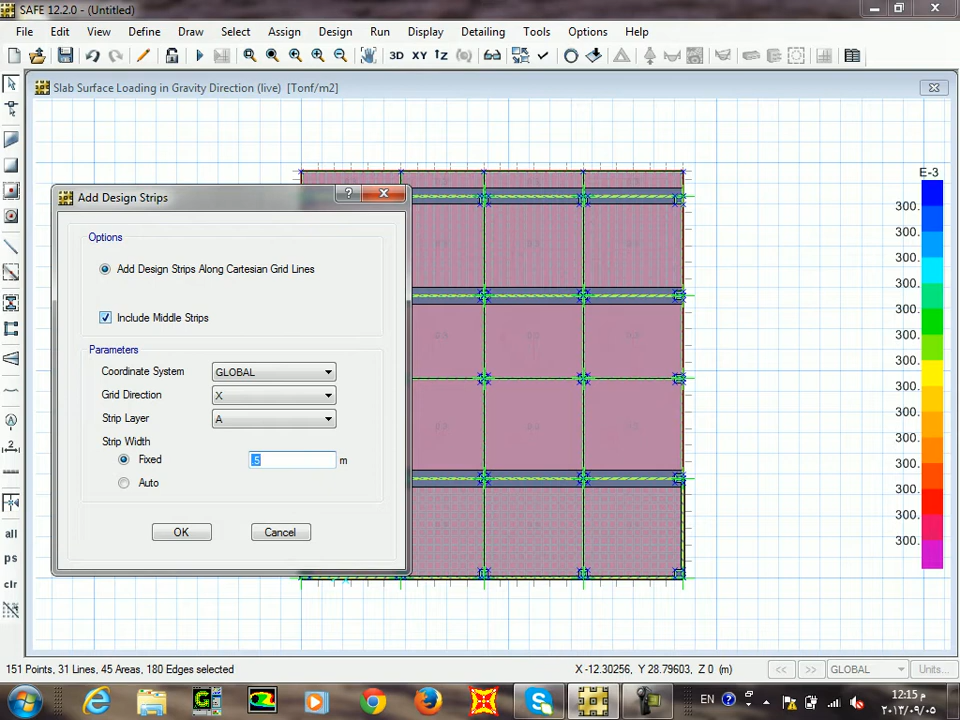 SAFE 12.2.0 - (Untitled)
File Edit View Define Draw Select Assign Design Run Display Detailing Tools Options Help
3D XY
Slab Surface Loading in Gravity Direction (live) [Tonf/m2]
E-3
Add Design Strips
?
300.
300.
Options
300.
Add Design Strips Along Cartesian Grid Lines
300.
300.
Include Middle Strips
300.
300.
Parameters
Coordinate System GLOBAL
300.
Grid Direction X
300.
Strip Layer A
300.
Strip Width
300.
Fixed .5 m
Auto
300.
300.
OK Cancel
300.
all
ps
clr
151 Points, 31 Lines, 45 Areas, 180 Edges selected
X -12.30256, Y 28.79603, Z 0 (m)
<< >> GLOBAL Units...
EN
12:15 م
٢٠١٣/٠٩/٠٥